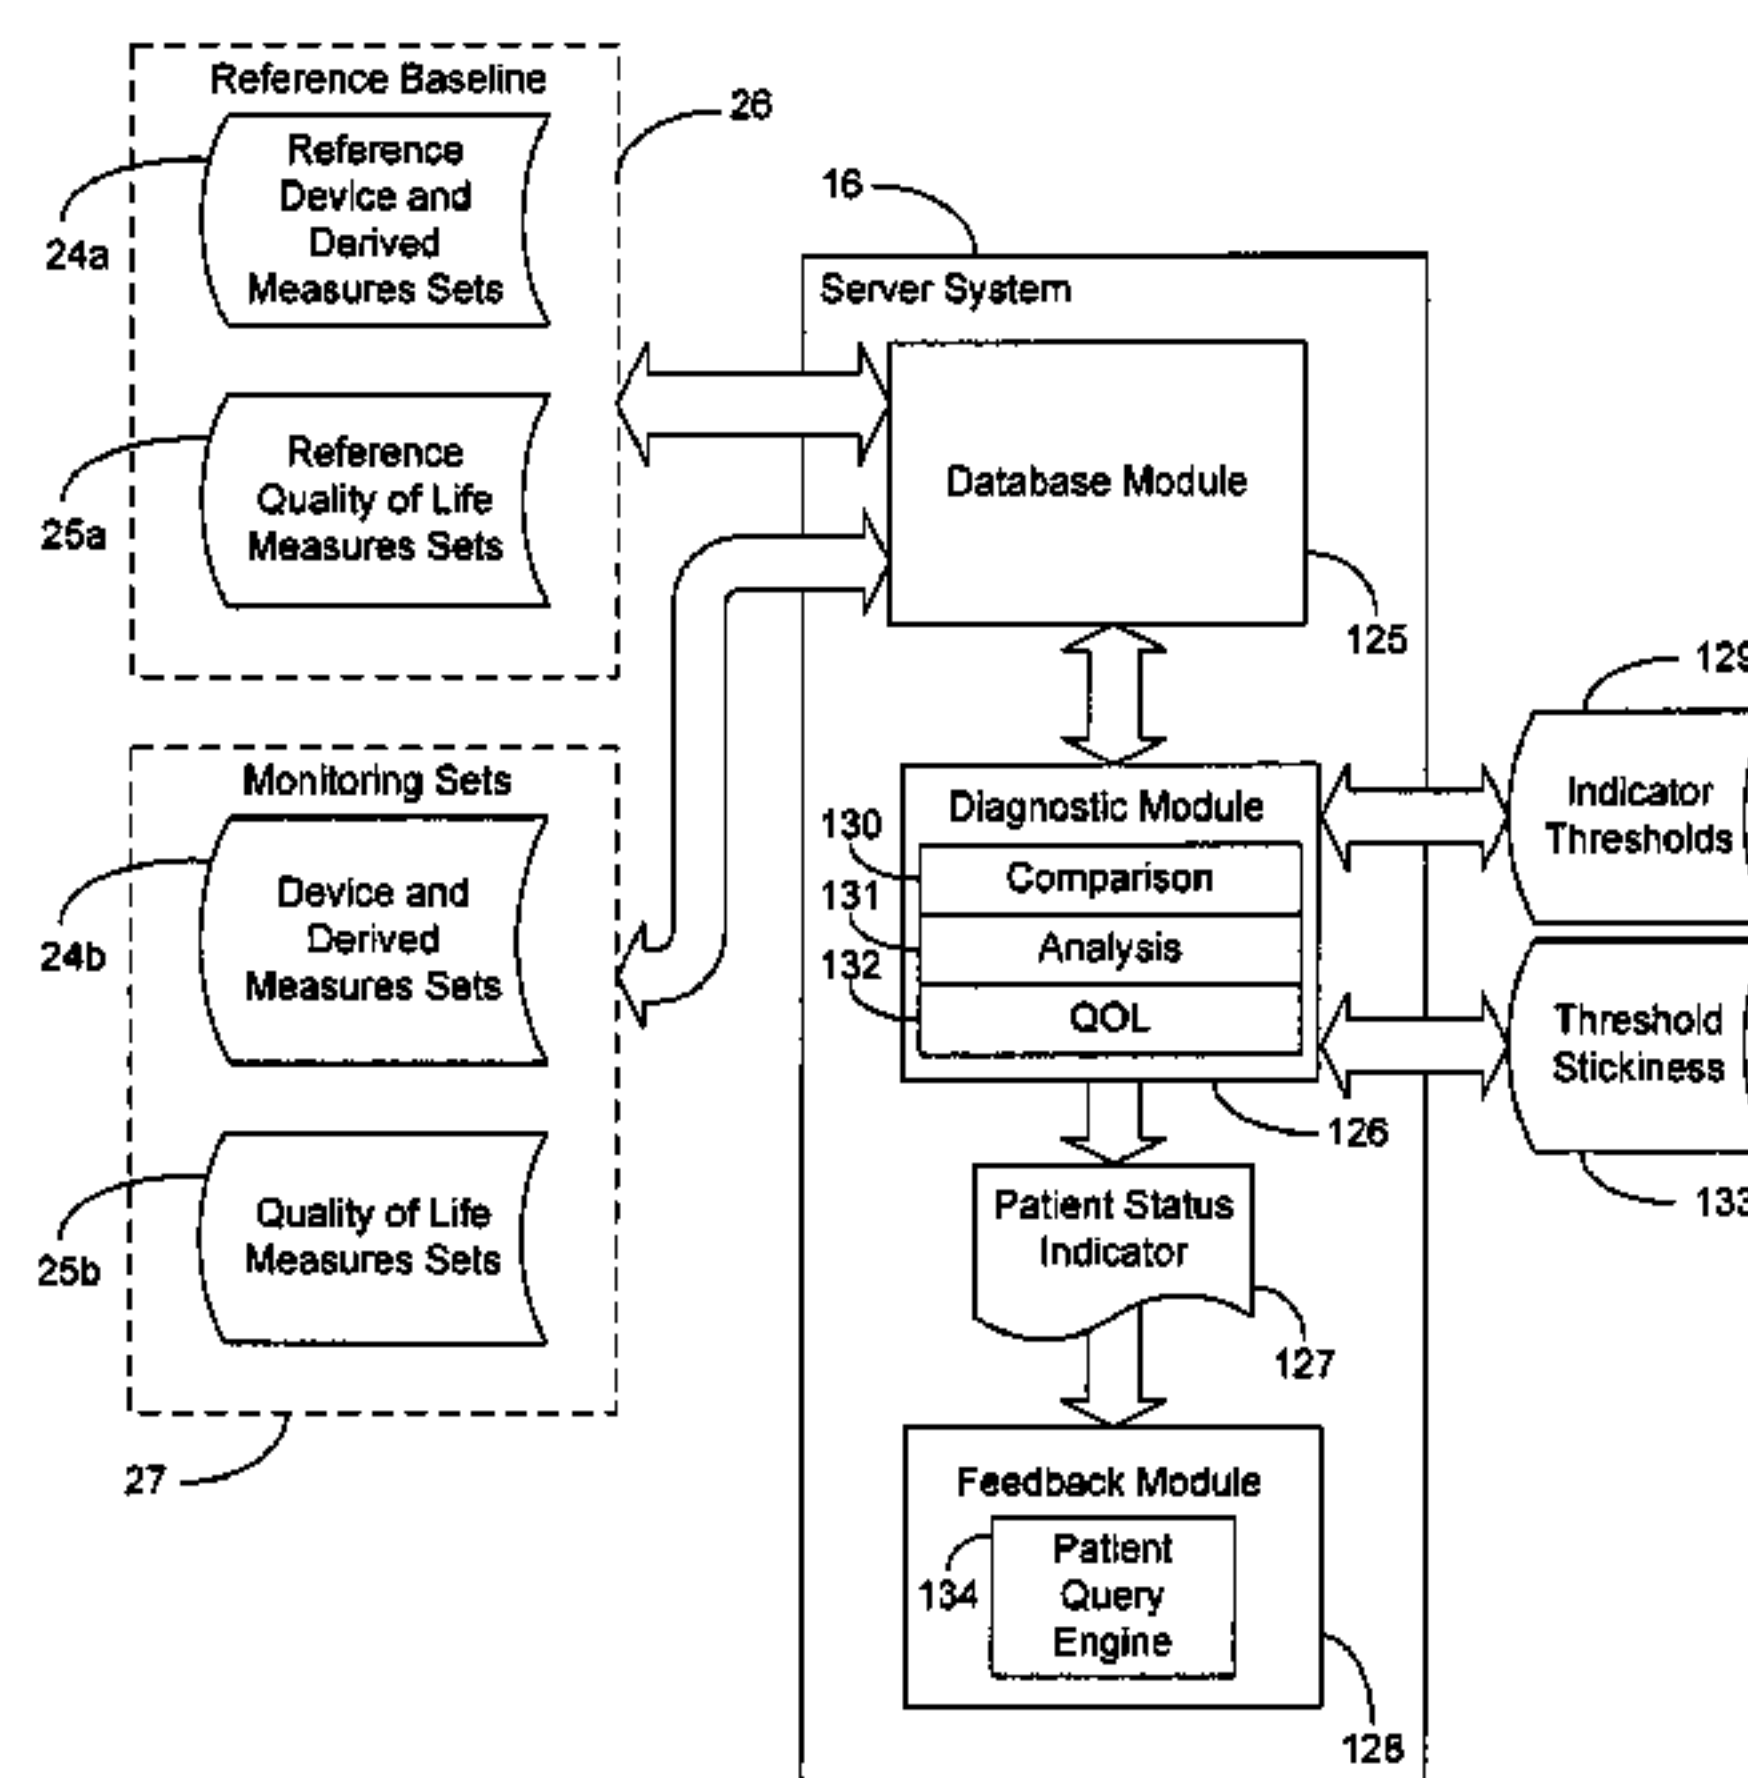 Reference Baseline
Reference
Device and
Derived
Measures Sets
24a
Reference
Quality of Life
Measures Sets
25a
26
16
Server System
Database Module
125
Monitoring Sets
Device and
Derived
Measures Sets
24b
Quality of Life
Measures Sets
25b
27
Diagnostic Module
130
Comparison
131
Analysis
132
QOL
126
129
Indicator
Thresholds
Threshold
Stickiness
133
Patient Status
Indicator
127
Feedback Module
Patient
Query
Engine
134
128